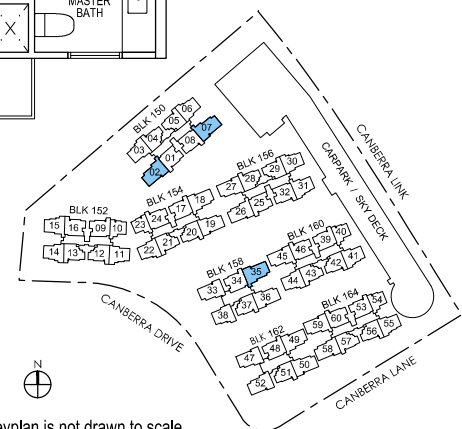 MASTER
BATH
X
BLK 150
06
05
04
03
07
08
01
02
CANBERRA LINK
CARPARK / SKY DECK
BLK 156
30
29
28
27
31
32
25
26
BLK 154
18
17
24
23
19
20
21
22
BLK 152
15 16 09 10
14 13 12 11
BLK 160
40
39
46
45
41
42
43
44
BLK 158
35
34
33
36
37
38
BLK 164
54
53
60
59
55
56
57
58
BLK 162
49
48
47
50
51
52
CANBERRA DRIVE
CANBERRA LANE
N
eyplan is not drawn to scale